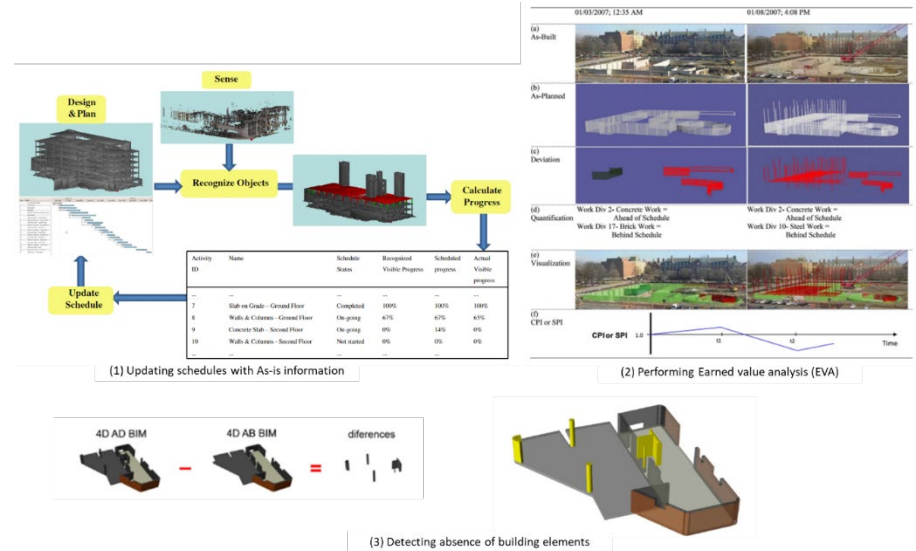 Sense
Design
& Plan
Recognize Objects
Calculate
Progress
Update
Schedule
Activity ID Name Schedule Status Recognized Visible Progress Scheduled progress Actual Visible progress
... ... ... ... ... ...
7 Slab on Grade – Ground Floor Completed 100% 100% 100%
8 Walls & Columns - Ground Floor On-going 67% 67% 65%
9 Concrete Slab – Second Floor On-going 0% 14% 0%
10 Walls & Columns – Second Floor Not started 0% 0% 0%
... ... ... ... ... ...
(1) Updating schedules with As-is information
01/03/2007; 12:35 AM 01/08/2007; 4:08 PM
(a)
As-Built
(b)
As-Planned
(c)
Deviation
(d)
Quantification
Work Div 2- Concrete Work =
Ahead of Schedule
Work Div 17- Brick Work =
Behind Schedule
Work Div 2- Concrete Work =
Ahead of Schedule
Work Div 10- Steel Work =
Behind Schedule
(e)
Visualization
(f)
CPI or SPI
CPI or SPI 1.0 t1 t2 Time
(2) Performing Earned value analysis (EVA)
4D AD BIM 4D AB BIM diferences
(3) Detecting absence of building elements